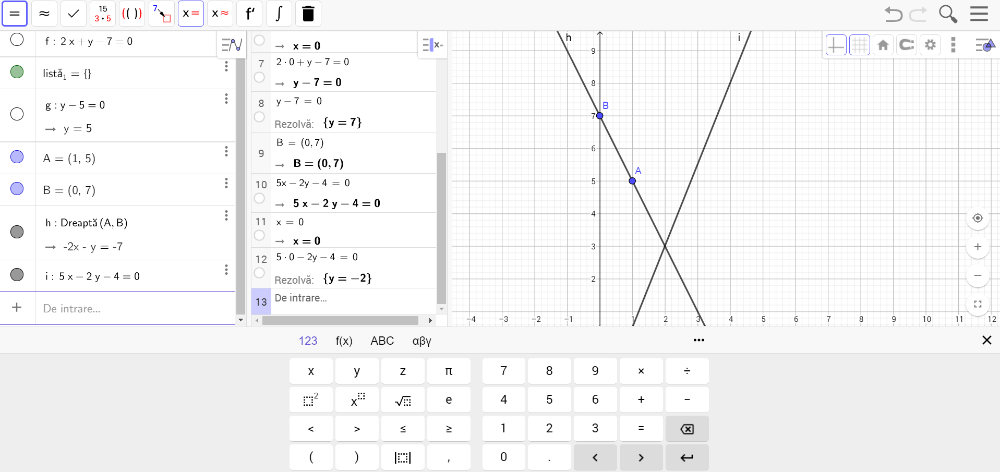 = ≈ ✓ 15 3·5 (( )) 7 x= x≈ f‘ ∫
f : 2 x + y − 7 = 0
listă₁ = {}
g : y − 5 = 0
→ y = 5
A = (1, 5)
B = (0, 7)
h : Dreaptă (A, B)
→ -2x - y = -7
i : 5 x − 2 y − 4 = 0
+ De intrare...
x=
→ x = 0
7 2 · 0 + y − 7 = 0
→ y − 7 = 0
8 y − 7 = 0
Rezolvă: {y = 7}
9 B = (0, 7)
→ B = (0, 7)
10 5x − 2y − 4 = 0
→ 5 x − 2 y − 4 = 0
11 x = 0
→ x = 0
12 5 · 0 − 2y − 4 = 0
Rezolvă: {y = −2}
13 De intrare...
h i
9
8
B
7
6
A
5
4
3
2
−4 −3 −2 −1 1 2 3 4 5 6 7 8 9 10 11 12
+
−
123 f(x) ABC αβγ ••• ✕
x y z π 7 8 9 × ÷
² x √ e 4 5 6 + −
< > ≤ ≥ 1 2 3 =
( ) | | , 0 . < >